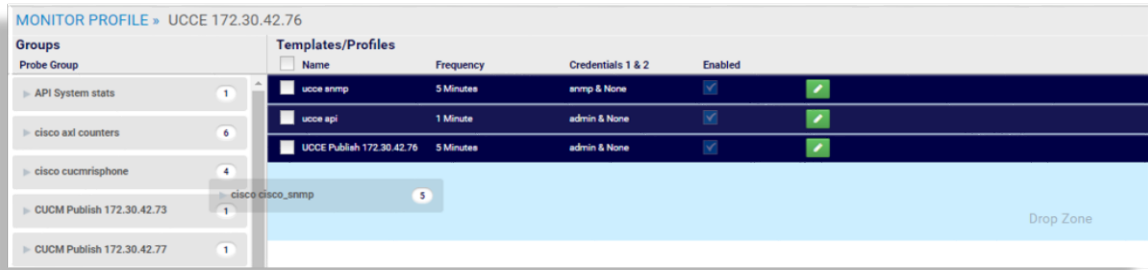 MONITOR PROFILE » UCCE 172.30.42.76
Groups
Probe Group
API System stats 1
cisco axl counters 6
cisco cucmrisphone 4
CUCM Publish 172.30.42.73 1
CUCM Publish 172.30.42.77 1
Templates/Profiles
Name Frequency Credentials 1 & 2 Enabled
ucce snmp 5 Minutes snmp & None
ucce api 1 Minute admin & None
UCCE Publish 172.30.42.76 5 Minutes admin & None
cisco cisco_snmp 5
Drop Zone